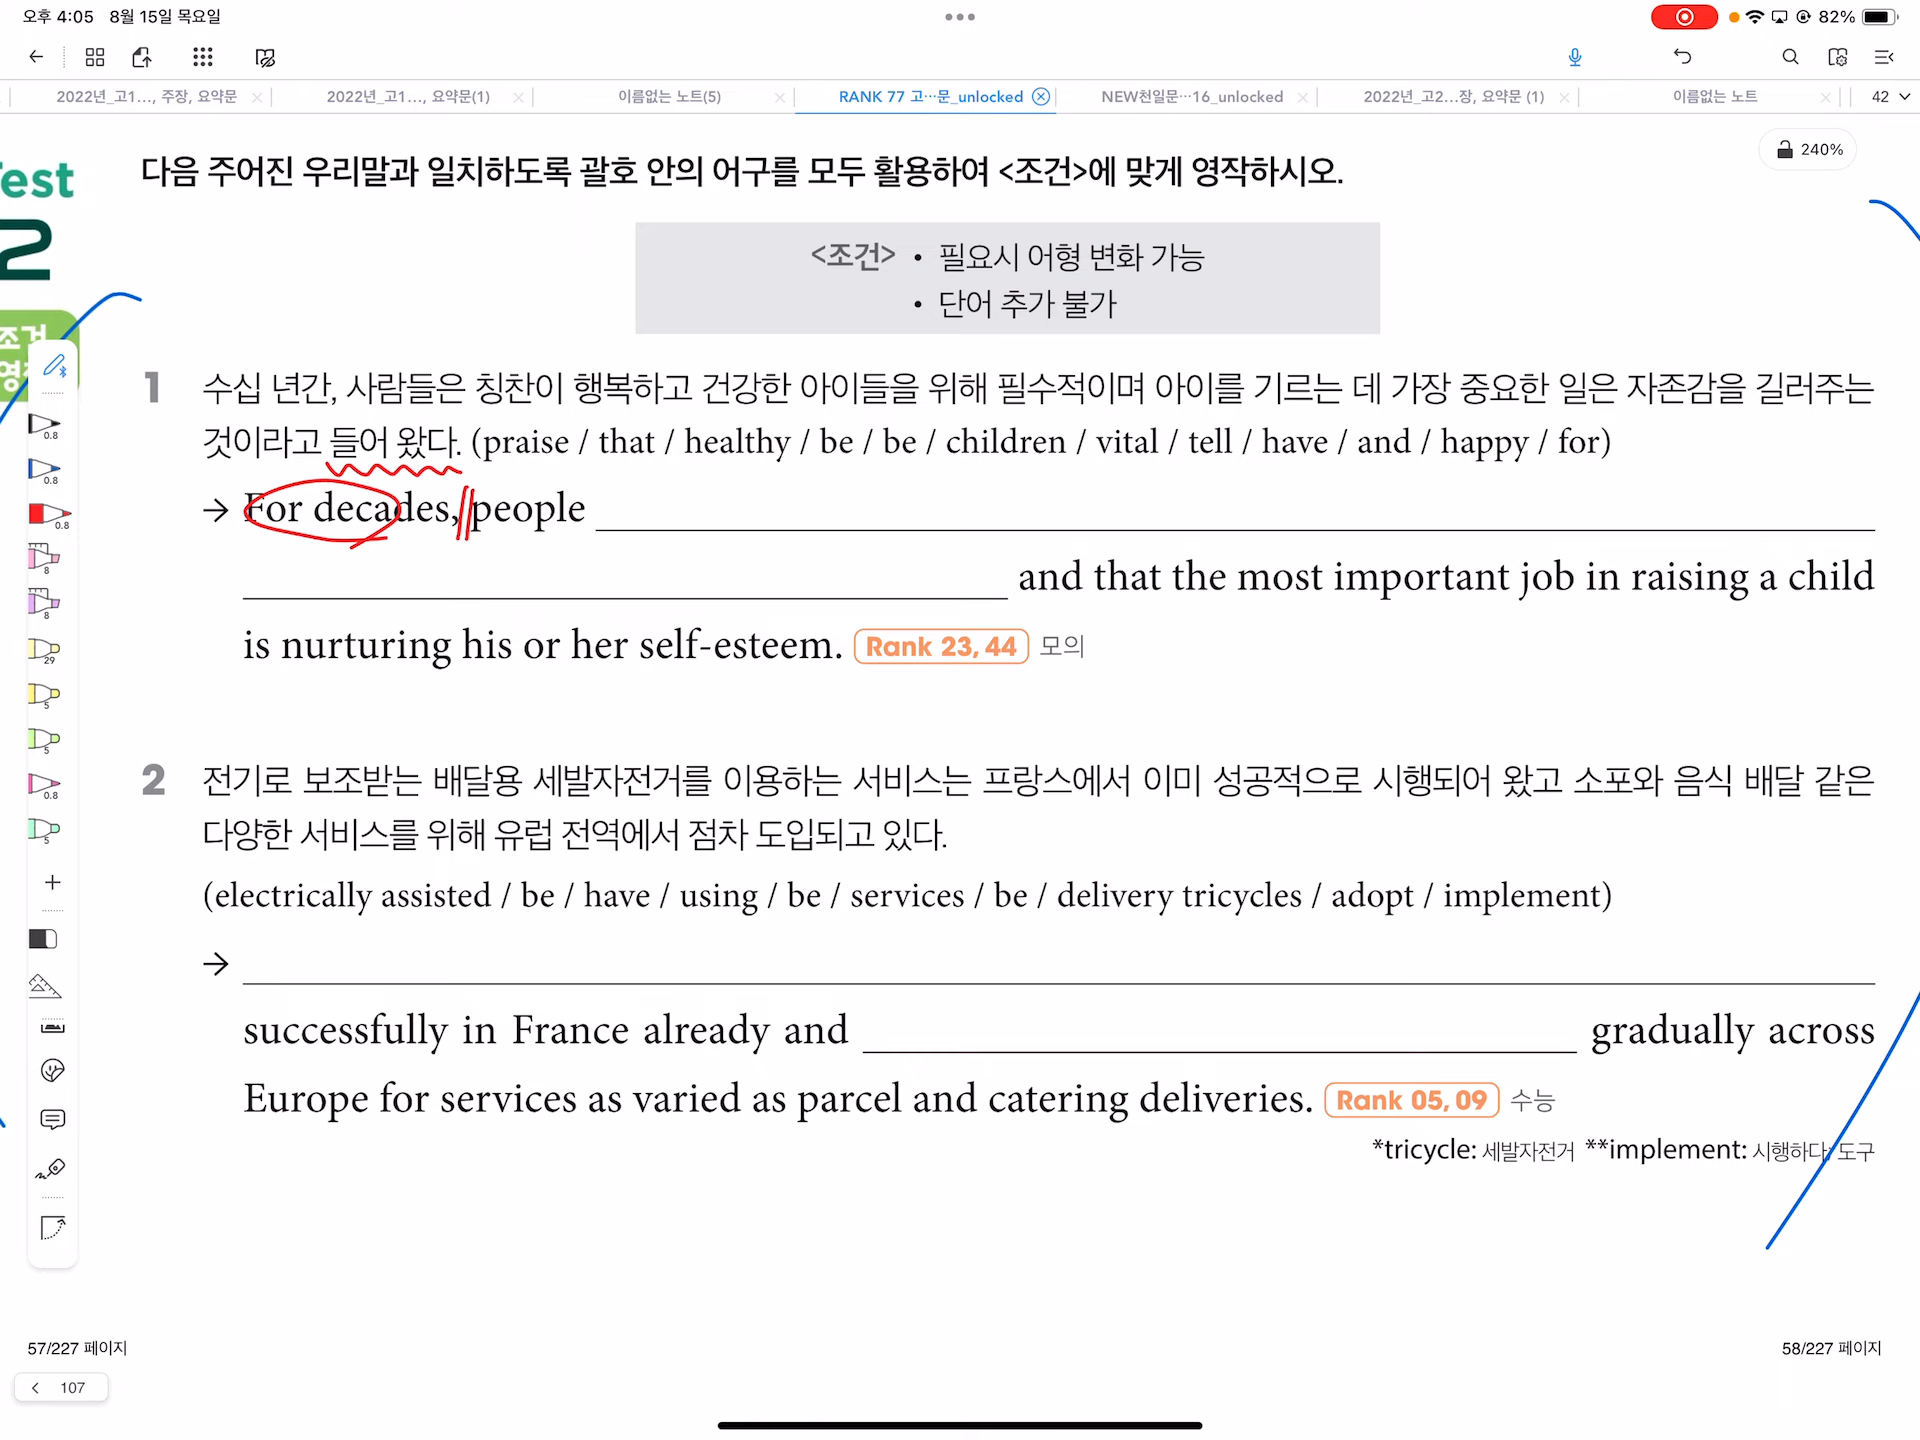 오후 4:05 8월 15일 목요일
82%
2022년_고1..., 주장, 요약문
2022년_고1..., 요약문(1)
이름없는 노트(5)
RANK 77 고…문_unlocked
NEW천일문…16_unlocked
2022년_고2...장, 요약문 (1)
이름없는 노트
42
240%
est
2
다음 주어진 우리말과 일치하도록 괄호 안의 어구를 모두 활용하여 <조건>에 맞게 영작하시오.
<조건> • 필요시 어형 변화 가능
• 단어 추가 불가
조건
영
1 수십 년간, 사람들은 칭찬이 행복하고 건강한 아이들을 위해 필수적이며 아이를 기르는 데 가장 중요한 일은 자존감을 길러주는
것이라고 들어 왔다. (praise / that / healthy / be / be / children / vital / tell / have / and / happy / for)
→ For decades, people
and that the most important job in raising a child
is nurturing his or her self-esteem. Rank 23, 44 모의
2 전기로 보조받는 배달용 세발자전거를 이용하는 서비스는 프랑스에서 이미 성공적으로 시행되어 왔고 소포와 음식 배달 같은
다양한 서비스를 위해 유럽 전역에서 점차 도입되고 있다.
(electrically assisted / be / have / using / be / services / be / delivery tricycles / adopt / implement)
→
successfully in France already and gradually across
Europe for services as varied as parcel and catering deliveries. Rank 05, 09 수능
*tricycle: 세발자전거 **implement: 시행하다; 도구
0.8
0.8
0.8
8
8
29
5
5
0.8
5
57/227 페이지
58/227 페이지
107